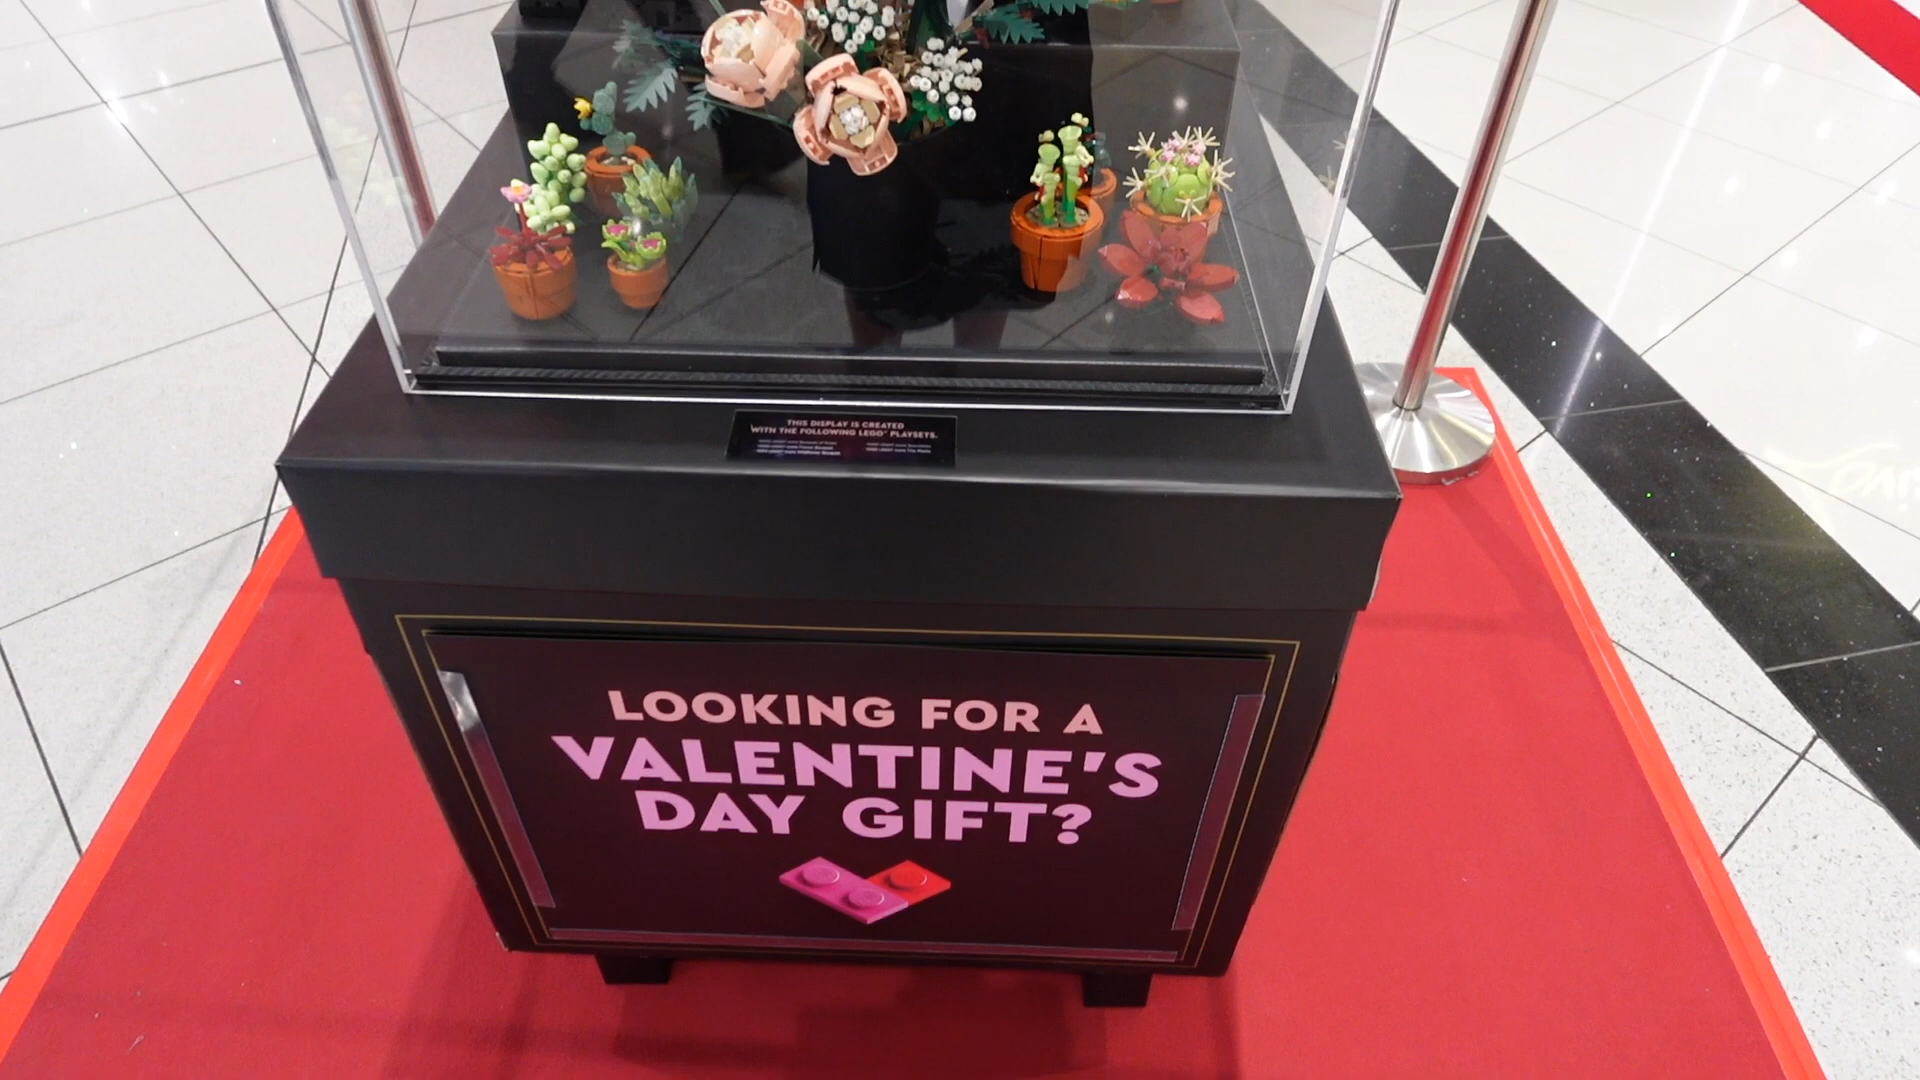 THIS DISPLAY IS CREATED
WITH THE FOLLOWING LEGO® PLAYSETS.
LOOKING FOR A
VALENTINE'S
DAY GIFT?